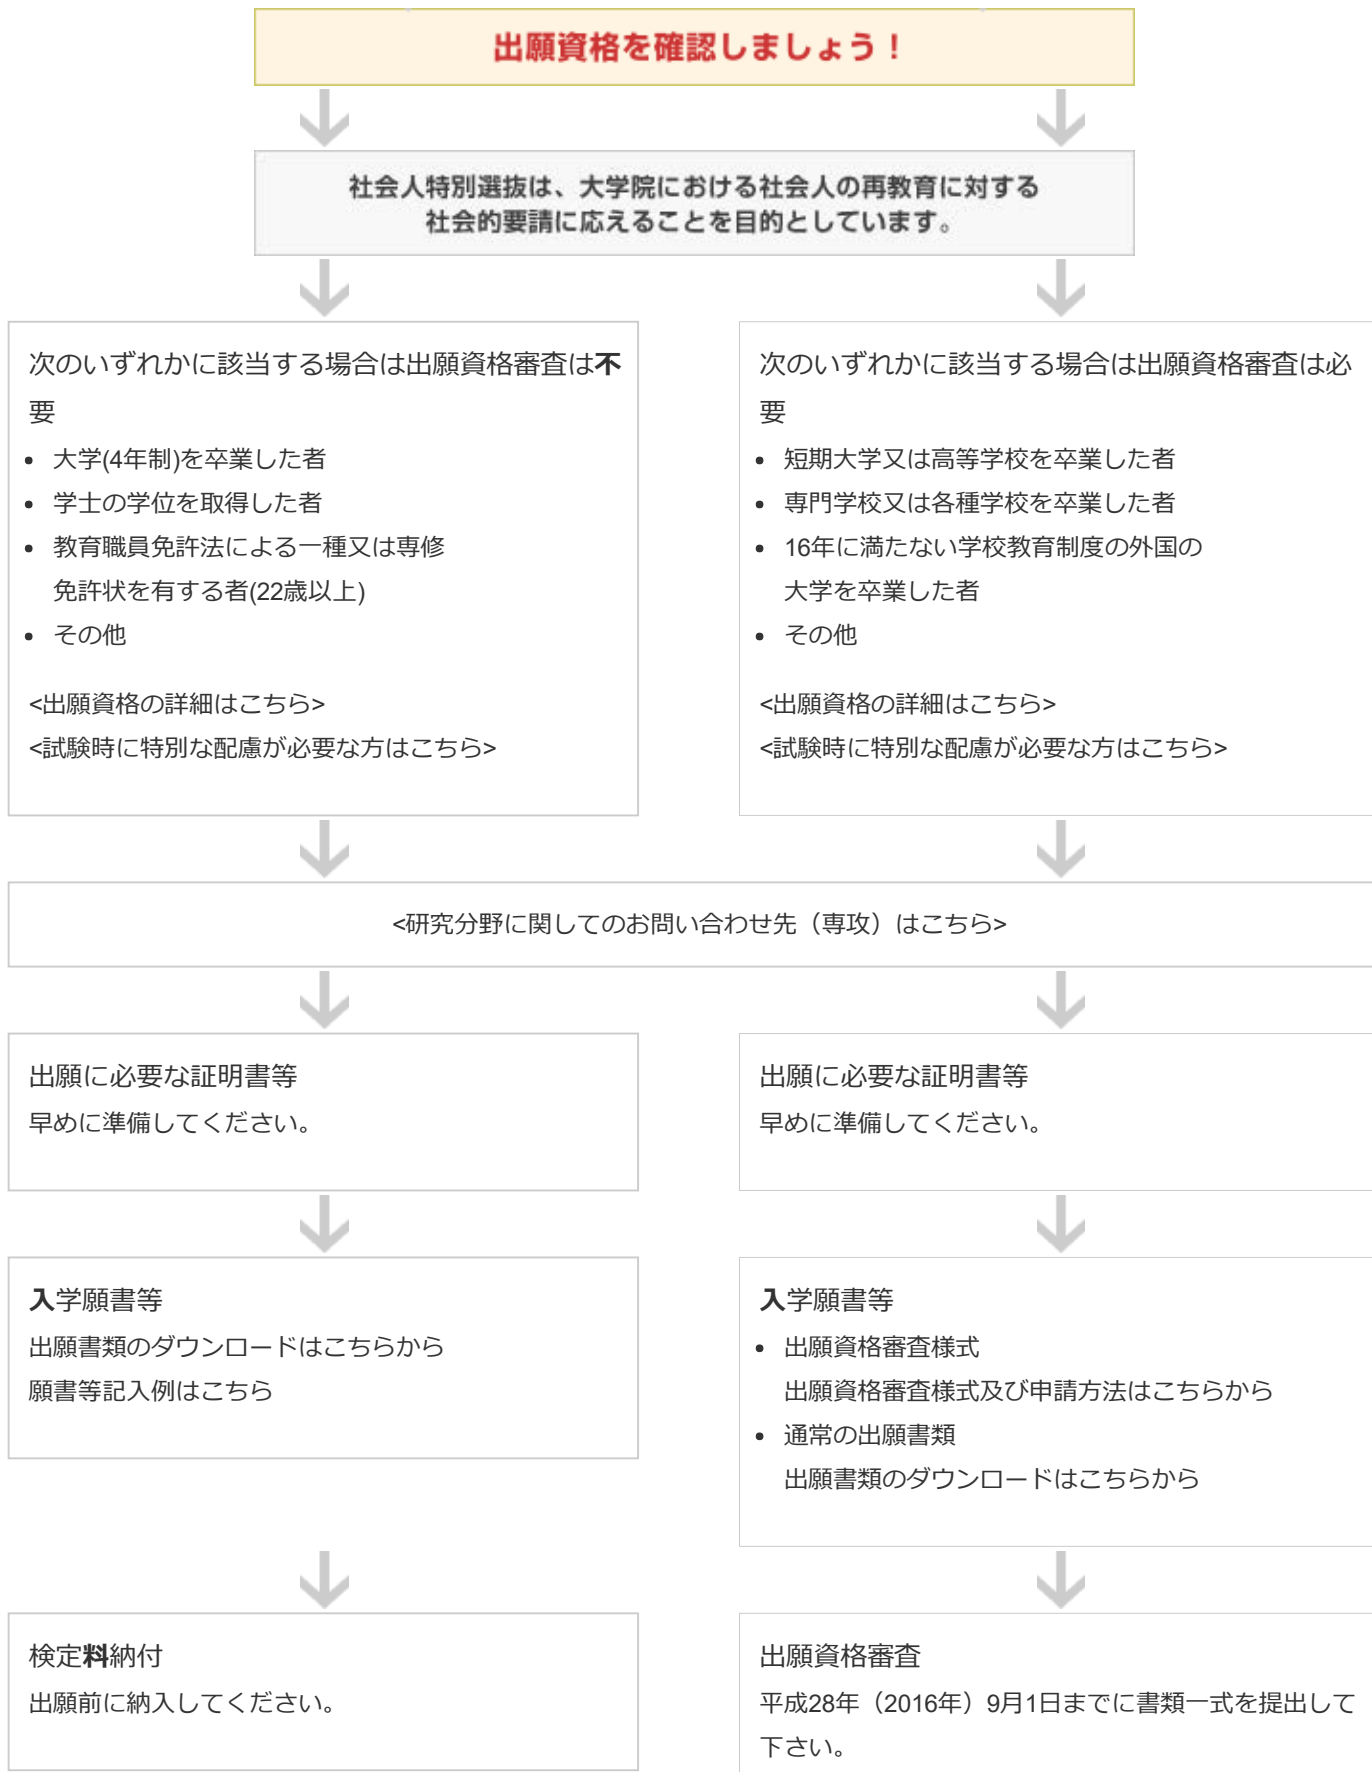 出願資格を確認しましょう！
社会人特別選抜は、大学院における社会人の再教育に対する
社会的要請に応えることを目的としています。
次のいずれかに該当する場合は出願資格審査は不
要
• 大学(4年制)を卒業した者
• 学士の学位を取得した者
• 教育職員免許法による一種又は専修
免許状を有する者(22歳以上)
• その他
<出願資格の詳細はこちら>
<試験時に特別な配慮が必要な方はこちら>
次のいずれかに該当する場合は出願資格審査は必
要
• 短期大学又は高等学校を卒業した者
• 専門学校又は各種学校を卒業した者
• 16年に満たない学校教育制度の外国の
大学を卒業した者
• その他
<出願資格の詳細はこちら>
<試験時に特別な配慮が必要な方はこちら>
<研究分野に関してのお問い合わせ先（専攻）はこちら>
出願に必要な証明書等
早めに準備してください。
出願に必要な証明書等
早めに準備してください。
入学願書等
出願書類のダウンロードはこちらから
願書等記入例はこちら
入学願書等
• 出願資格審査様式
出願資格審査様式及び申請方法はこちらから
• 通常の出願書類
出願書類のダウンロードはこちらから
検定料納付
出願前に納入してください。
出願資格審査
平成28年（2016年）9月1日までに書類一式を提出して
下さい。